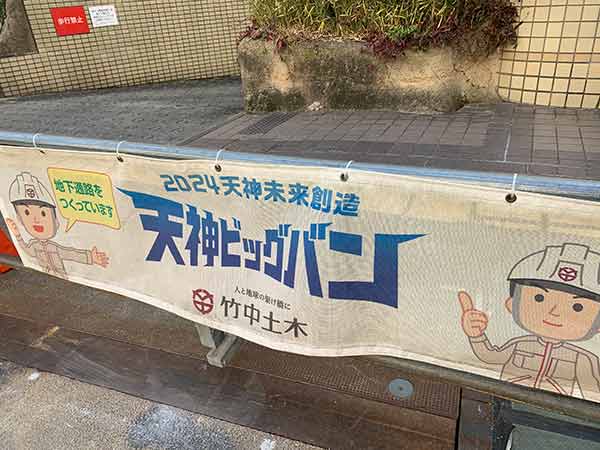 歩行禁止
地下通路を
つくっています
2024天神未来創造
天神ビッグバン
人と地球の架け橋に
竹中土木